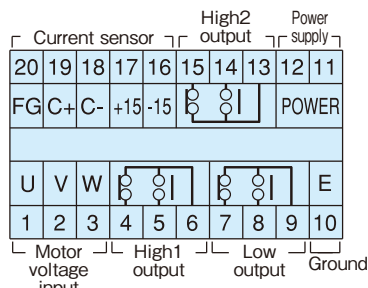 High2 Power
Current sensor output supply
20 19 18 17 16 15 14 13 12 11
FG C+ C- +15 -15 POWER
U V W E
1 2 3 4 5 6 7 8 9 10
Motor High1 Low Ground
voltage output output
input